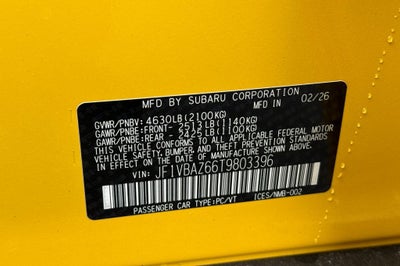 MFD BY SUBARU CORPORATION 02/26
GVWR/PNBV: 4630LB(2100KG)
GAWR/PNBE: FRONT- 2513LB(1140KG)
GAWR/PNBE: REAR - 2425LB(1100KG)
THIS VEHICLE CONFORMS TO ALL APPLICABLE FEDERAL MOTOR
VEHICLE SAFETY, BUMPER, AND THEFT PREVENTION STANDARDS
IN EFFECT ON THE DATE OF MANUFACTURE SHOWN ABOVE.
VIN: JF1VBAZ66T9803396
PASSENGER CAR TYPE:PC/VT ICES/NMB-002